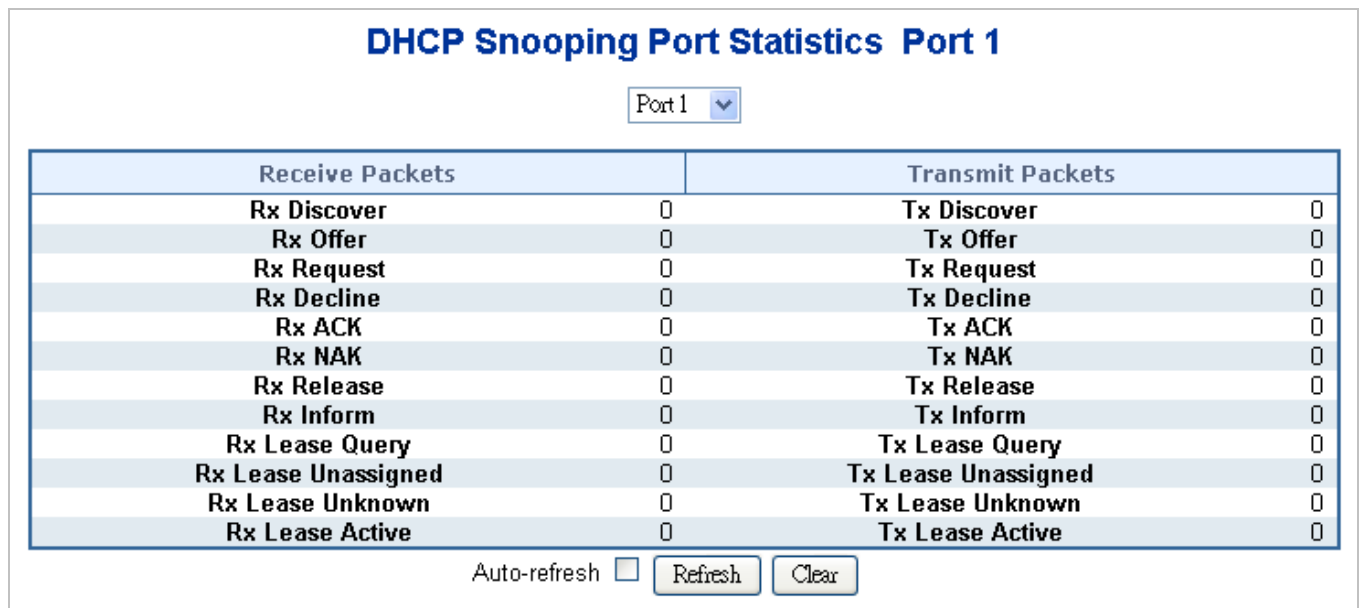 DHCP Snooping Port Statistics  Port 1
Port 1
Receive Packets Transmit Packets
Rx Discover 0 Tx Discover 0
Rx Offer 0 Tx Offer 0
Rx Request 0 Tx Request 0
Rx Decline 0 Tx Decline 0
Rx ACK 0 Tx ACK 0
Rx NAK 0 Tx NAK 0
Rx Release 0 Tx Release 0
Rx Inform 0 Tx Inform 0
Rx Lease Query 0 Tx Lease Query 0
Rx Lease Unassigned 0 Tx Lease Unassigned 0
Rx Lease Unknown 0 Tx Lease Unknown 0
Rx Lease Active 0 Tx Lease Active 0
Auto-refresh Refresh Clear